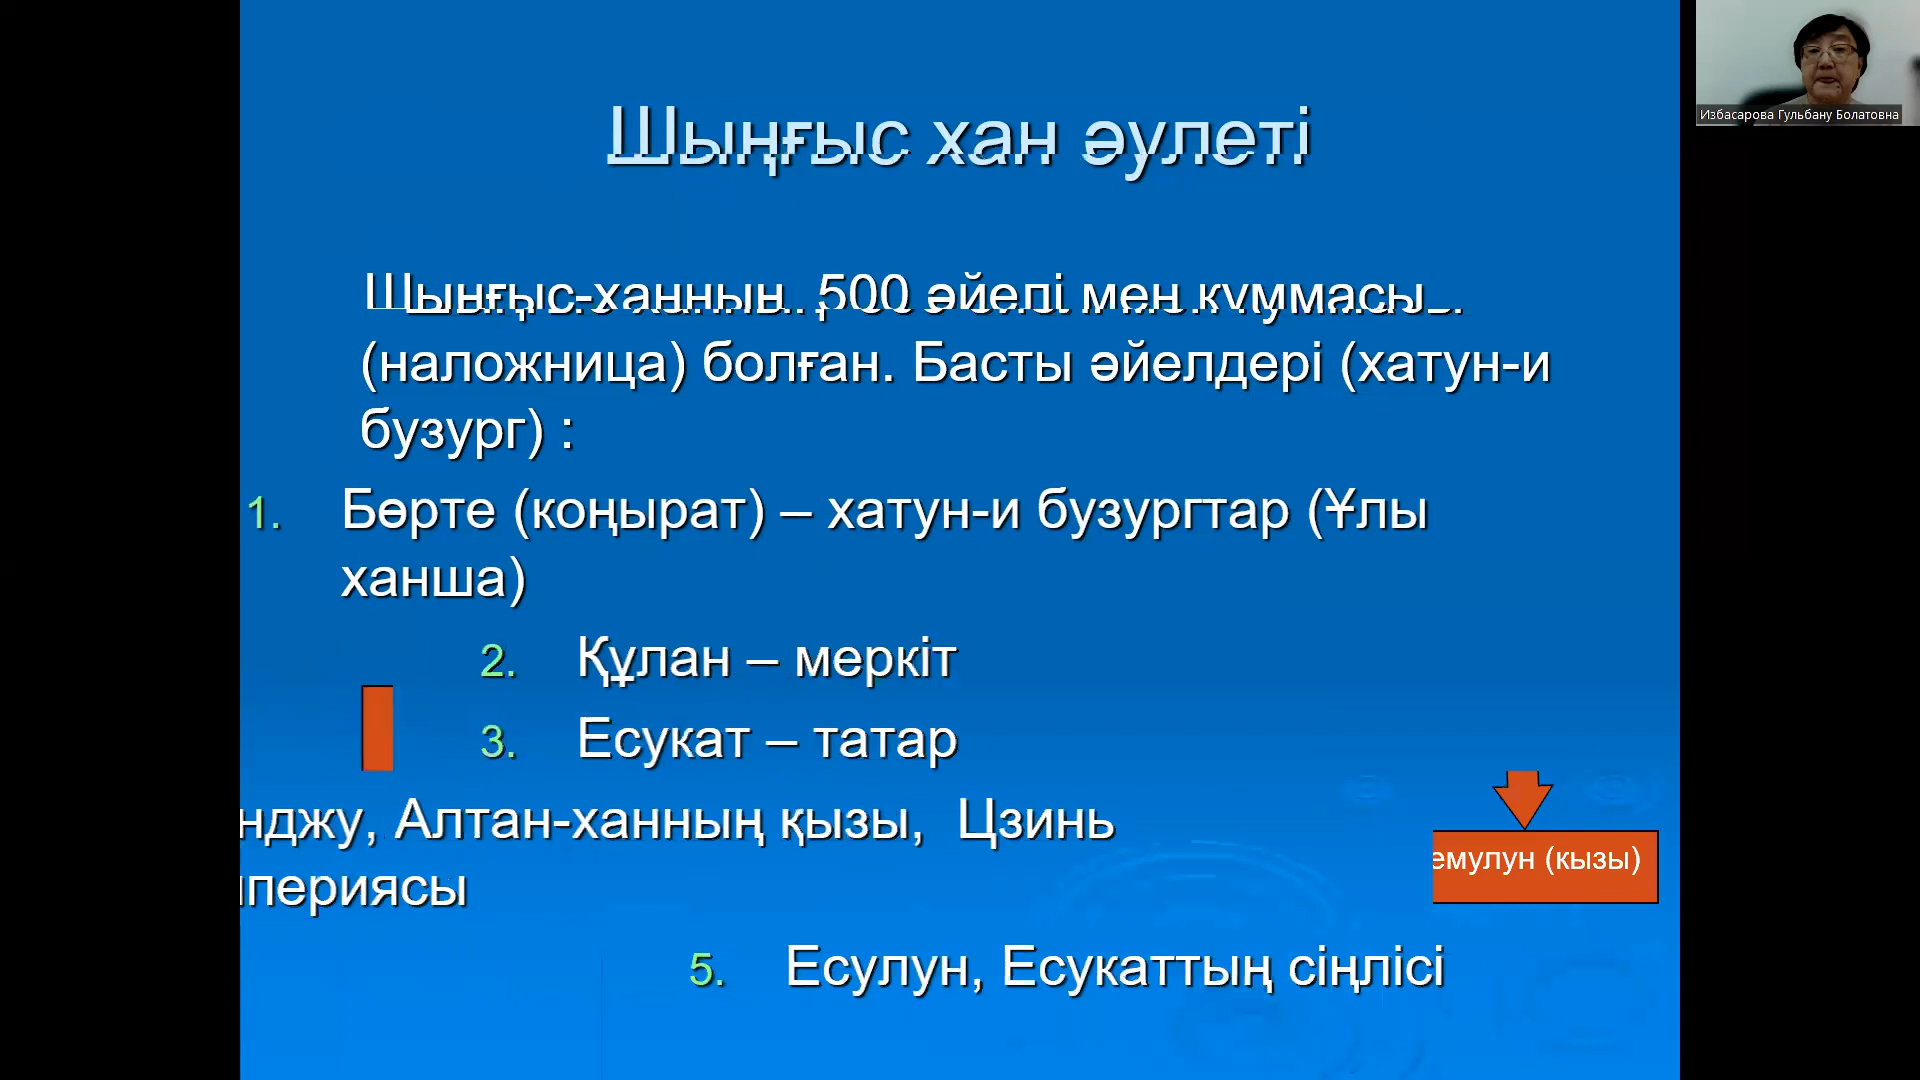 Шыңғыс хан әулеті
Избасарова Гульбану Болатовна
Шыңғыс-ханның 500 әйелі мен құммасы
(наложница) болған. Басты әйелдері (хатун-и
бузург) :
1. Бөрте (коңырат) – хатун-и бузургтар (Ұлы
ханша)
2. Құлан – меркіт
3. Есукат – татар
нджу, Алтан-ханның қызы, Цзинь
периясы
емулун (кызы)
5. Есулун, Есукаттың сіңлісі